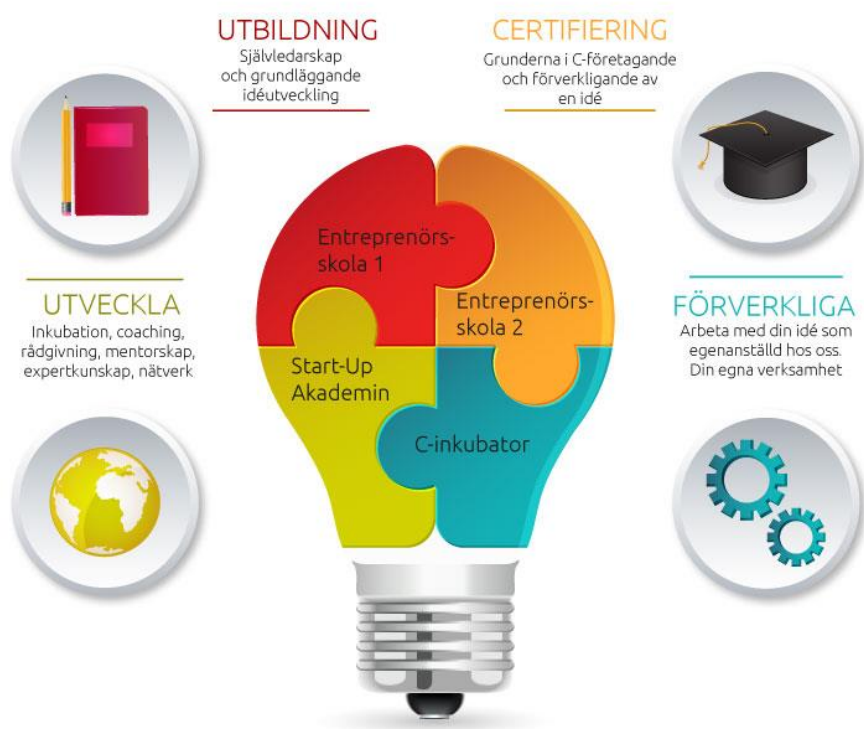 UTBILDNING
Självledarskap
och grundläggande
idéutveckling
CERTIFIERING
Grunderna i C-företagande
och förverkligande av
en idé
Entreprenörs-
skola 1
Entreprenörs-
skola 2
UTVECKLA
Inkubation, coaching,
rådgivning, mentorskap,
expertkunskap, nätverk
FÖRVERKLIGA
Arbeta med din idé som
egenanställd hos oss.
Din egna verksamhet
Start-Up
Akademin
C-inkubator